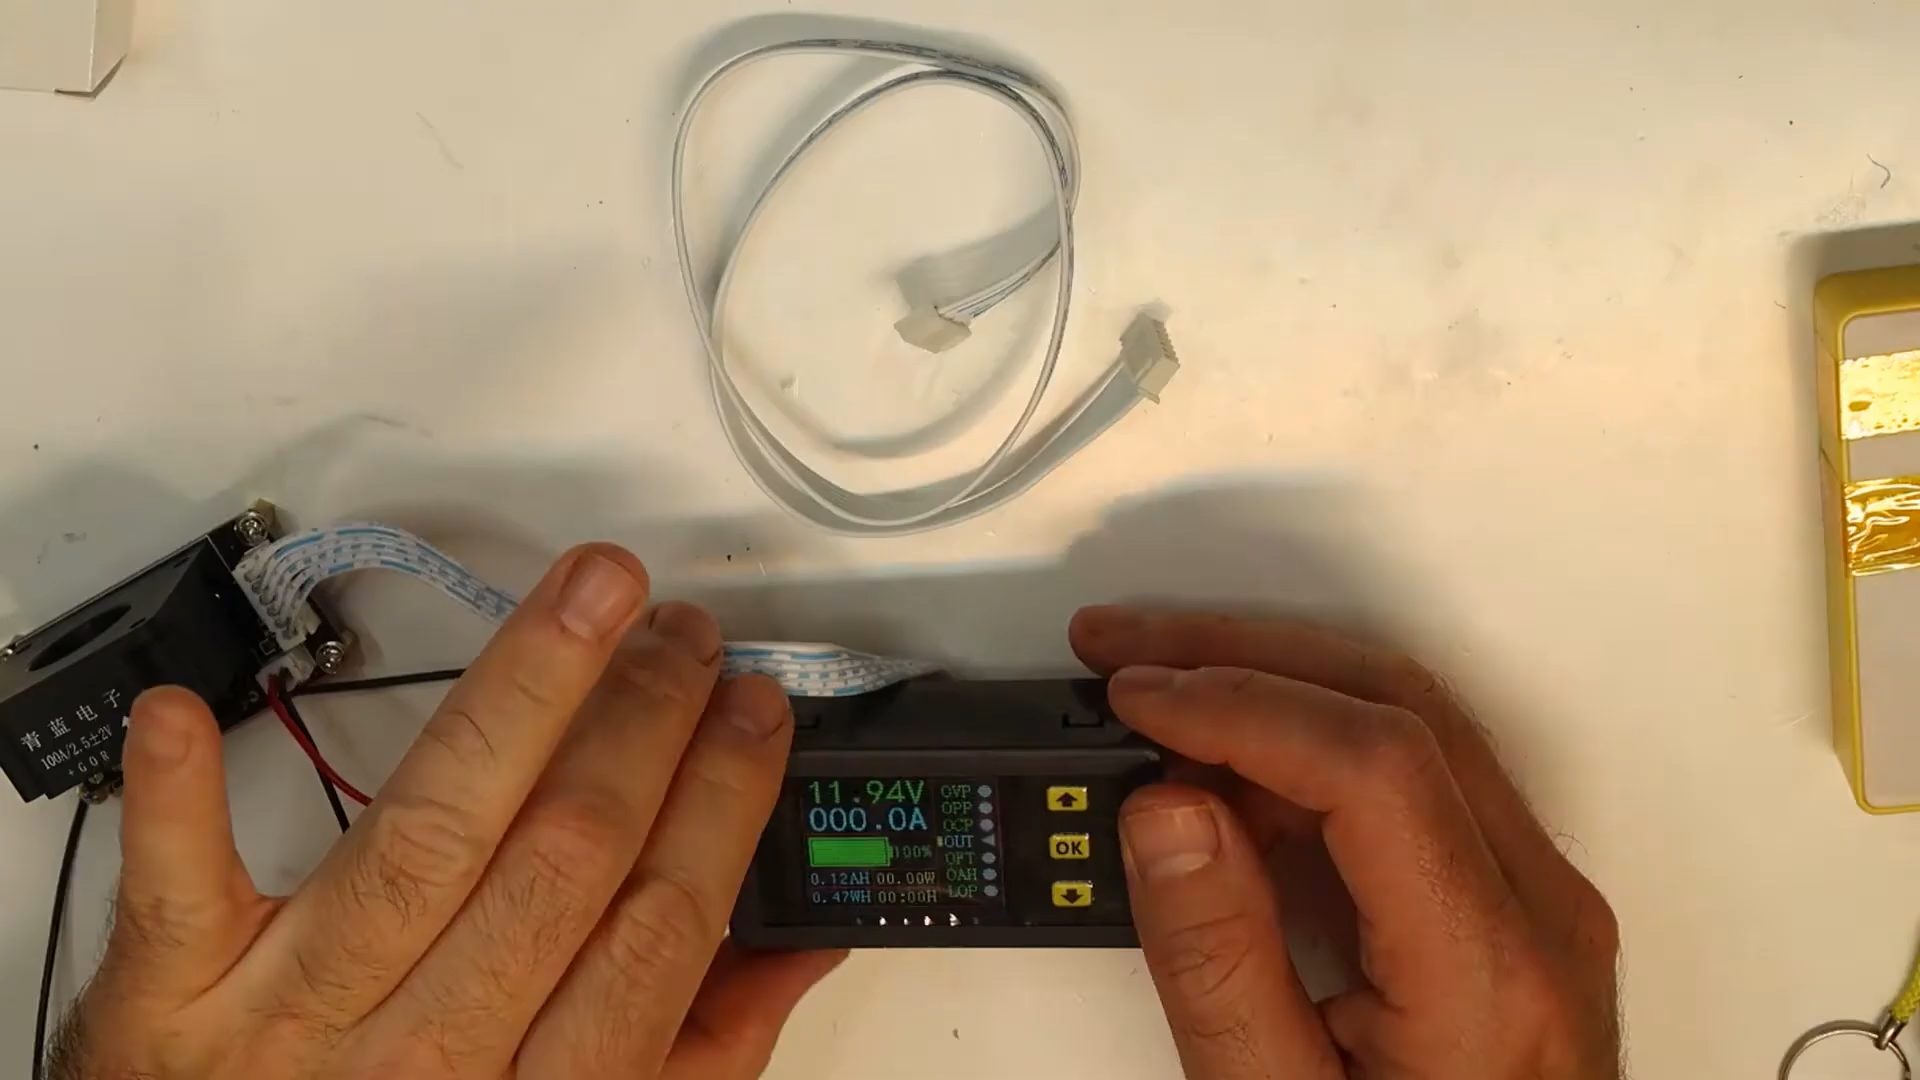 青蓝电子
100A/2.5±2V
+ G O R
11.94V
000.0A
100%
0.12AH 00.00W
0.47WH 00:00H
OVP
OPP
OCP
OUT
OFT
OAH
LOP
OK